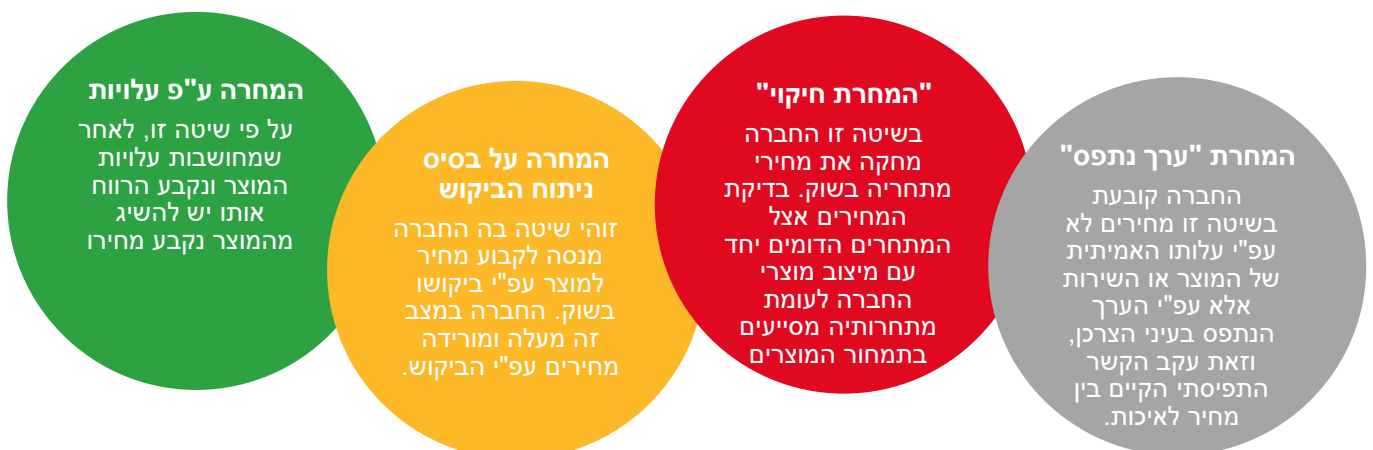 המחרת "ערך נתפס"
החברה קובעת
בשיטה זו מחירים לא
עפ"י עלותו האמיתית
של המוצר או השירות
אלא עפ"י הערך
הנתפס בעיני הצרכן,
וזאת עקב הקשר
התפיסתי הקיים בין
מחיר לאיכות.
"המחרת חיקוי"
בשיטה זו החברה
מחקה את מחירי
מתחריה בשוק. בדיקת
המחירים אצל
המתחרים הדומים יחד
עם מיצוב מוצרי
החברה לעומת
מתחרותיה מסייעים
בתמחור המוצרים
המחרה על בסיס
ניתוח הביקוש
זוהי שיטה בה החברה
מנסה לקבוע מחיר
למוצר עפ"י ביקושו
בשוק. החברה במצב
זה מעלה ומורידה
מחירים עפ"י הביקוש.
המחרה ע"פ עלויות
על פי שיטה זו, לאחר
שמחושבות עלויות
המוצר ונקבע הרווח
אותו יש להשיג
מהמוצר נקבע מחירו